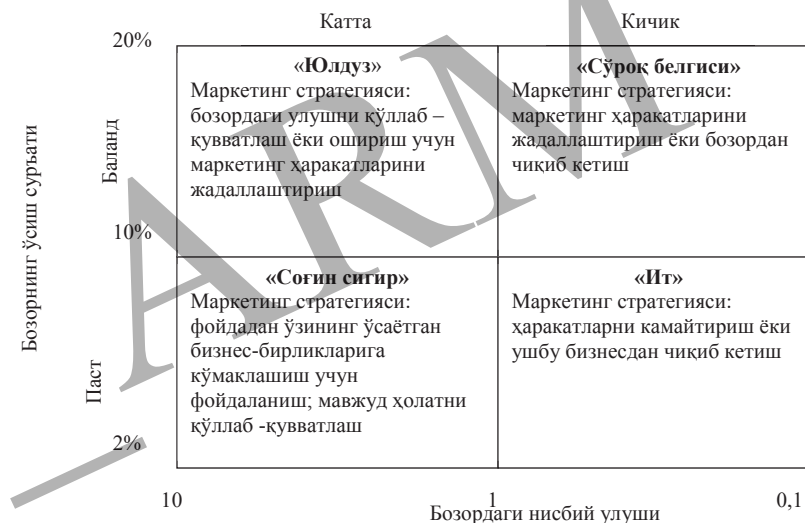 Катта
Кичик
20%
«Юлдуз»
Маркетинг стратегияси:
бозордаги улушни қўллаб –
қувватлаш ёки ошириш учун
маркетинг ҳаракатларини
жадаллаштириш
«Сўроқ белгиси»
Маркетинг стратегияси:
маркетинг ҳаракатларини
жадаллаштириш ёки бозордан
чиқиб кетиш
Бозорнинг ўсиш суръати
Баланд
10%
«Соғин сигир»
Маркетинг стратегияси:
фойдадан ўзининг ўсаётган
бизнес-бирликларига
кўмаклашиш учун
фойдаланиш; мавжуд ҳолатни
қўллаб -қувватлаш
«Ит»
Маркетинг стратегияси:
ҳаракатларни камайтириш ёки
ушбу бизнесдан чиқиб кетиш
Паст
2%
10
1
0,1
Бозордаги нисбий улуши
ARM